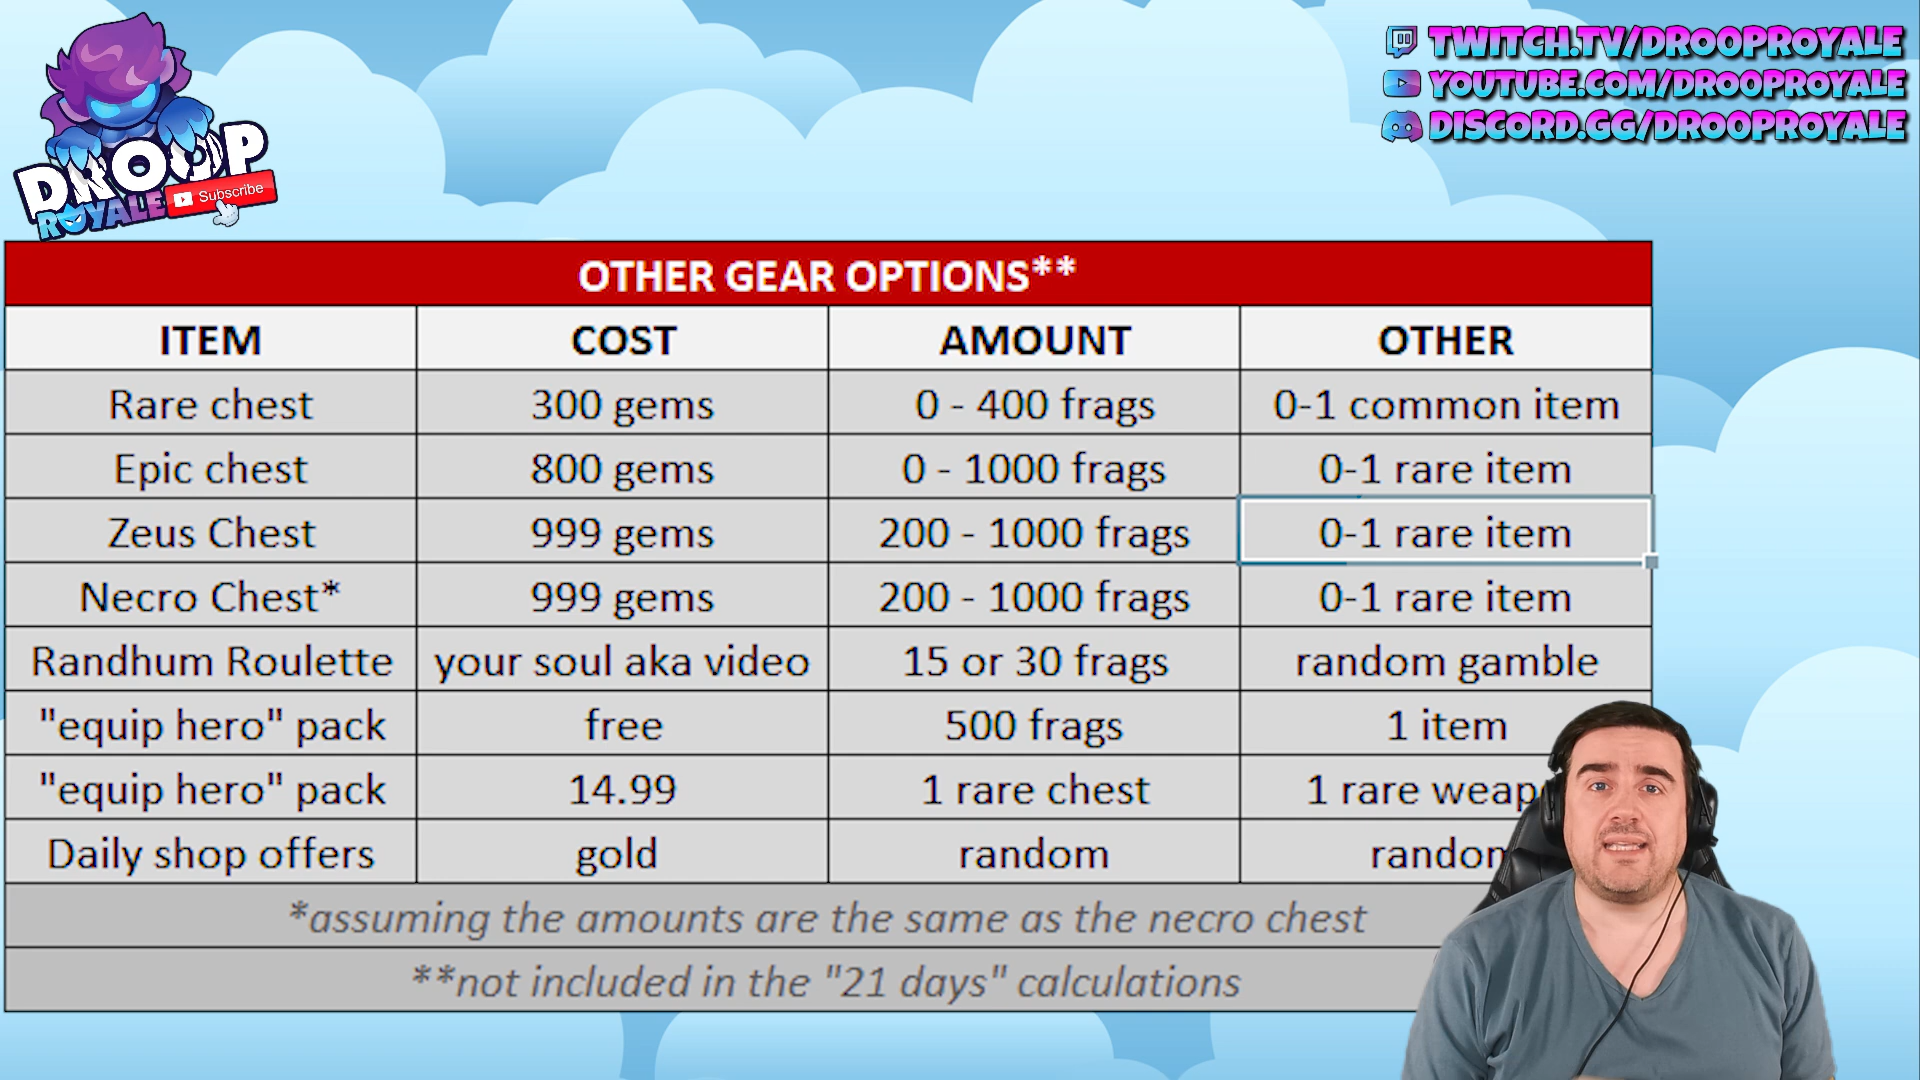 DROOP
ROYALE
Subscribe
TWITCH.TV/DROOPROYALE
YOUTUBE.COM/DROOPROYALE
DISCORD.GG/DROOPROYALE
OTHER GEAR OPTIONS**
ITEM COST AMOUNT OTHER
Rare chest 300 gems 0 - 400 frags 0-1 common item
Epic chest 800 gems 0 - 1000 frags 0-1 rare item
Zeus Chest 999 gems 200 - 1000 frags 0-1 rare item
Necro Chest* 999 gems 200 - 1000 frags 0-1 rare item
Randhum Roulette your soul aka video 15 or 30 frags random gamble
"equip hero" pack free 500 frags 1 item
"equip hero" pack 14.99 1 rare chest 1 rare
Daily shop offers gold random random
*assuming the amounts are the same as the necro chest
**not included in the "21 days" calculations